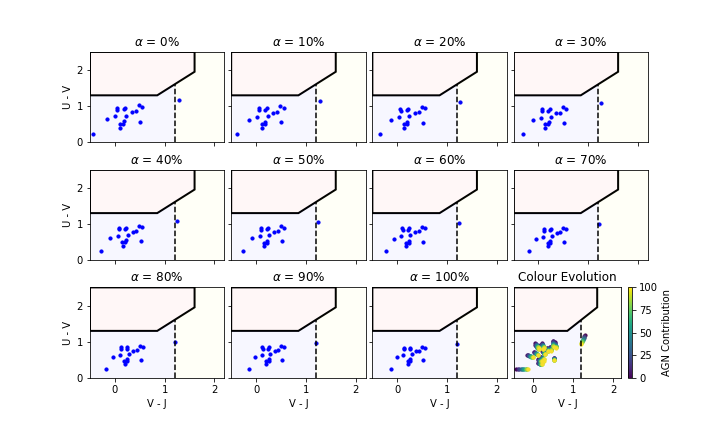 α = 0% α = 10% α = 20% α = 30%
2
1
0
U - V
α = 40% α = 50% α = 60% α = 70%
2
1
0
U - V
α = 80% α = 90% α = 100% Colour Evolution
2
1
0
U - V
100
75
50
25
0
AGN Contribution
0 1 2 0 1 2 0 1 2 0 1 2
V - J V - J V - J V - J